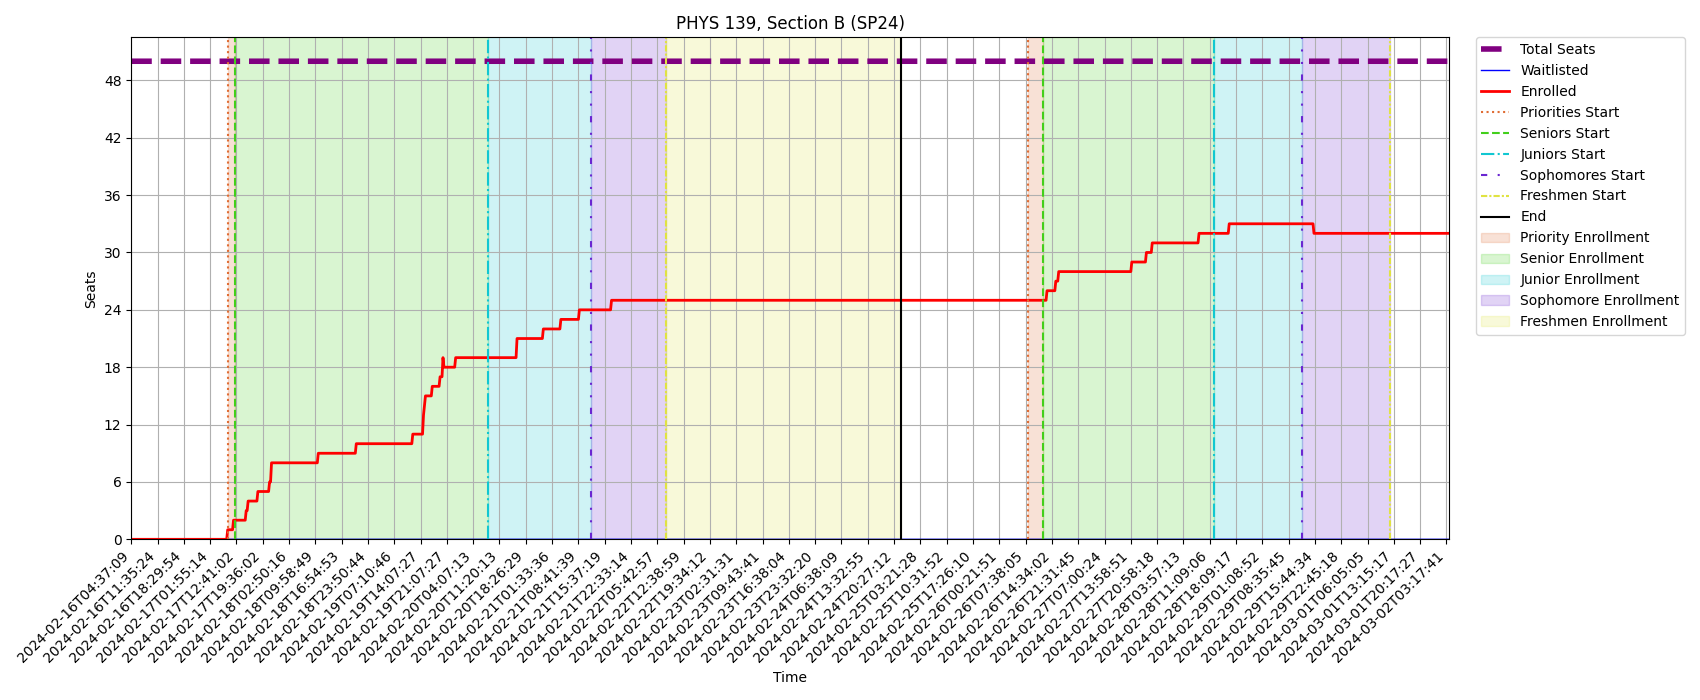 PHYS 139, Section B (SP24)
Seats
48
42
36
30
24
18
12
6
0
2024-02-16T04:37:09
2024-02-16T11:35:24
2024-02-16T18:29:54
2024-02-17T01:55:14
2024-02-17T12:41:02
2024-02-17T19:36:02
2024-02-18T02:50:16
2024-02-18T09:58:49
2024-02-18T16:54:53
2024-02-18T23:50:44
2024-02-19T07:10:46
2024-02-19T14:07:27
2024-02-19T21:07:27
2024-02-20T04:07:13
2024-02-20T11:20:13
2024-02-20T18:26:29
2024-02-21T01:33:36
2024-02-21T08:41:39
2024-02-21T15:37:19
2024-02-21T22:33:14
2024-02-22T05:42:57
2024-02-22T12:38:59
2024-02-22T19:34:12
2024-02-23T02:31:31
2024-02-23T09:43:41
2024-02-23T16:38:04
2024-02-23T23:32:20
2024-02-24T06:38:09
2024-02-24T13:32:55
2024-02-24T20:27:12
2024-02-25T03:21:28
2024-02-25T10:31:52
2024-02-25T17:26:10
2024-02-26T00:21:51
2024-02-26T07:38:05
2024-02-26T14:34:02
2024-02-26T21:31:45
2024-02-27T07:00:24
2024-02-27T13:58:51
2024-02-27T20:58:18
2024-02-28T03:57:13
2024-02-28T11:09:06
2024-02-28T18:09:17
2024-02-29T01:08:52
2024-02-29T08:35:45
2024-02-29T15:44:34
2024-02-29T22:45:18
2024-03-01T06:05:05
2024-03-01T13:15:17
2024-03-01T20:17:27
2024-03-02T03:17:41
Time
Total Seats
Waitlisted
Enrolled
Priorities Start
Seniors Start
Juniors Start
Sophomores Start
Freshmen Start
End
Priority Enrollment
Senior Enrollment
Junior Enrollment
Sophomore Enrollment
Freshmen Enrollment